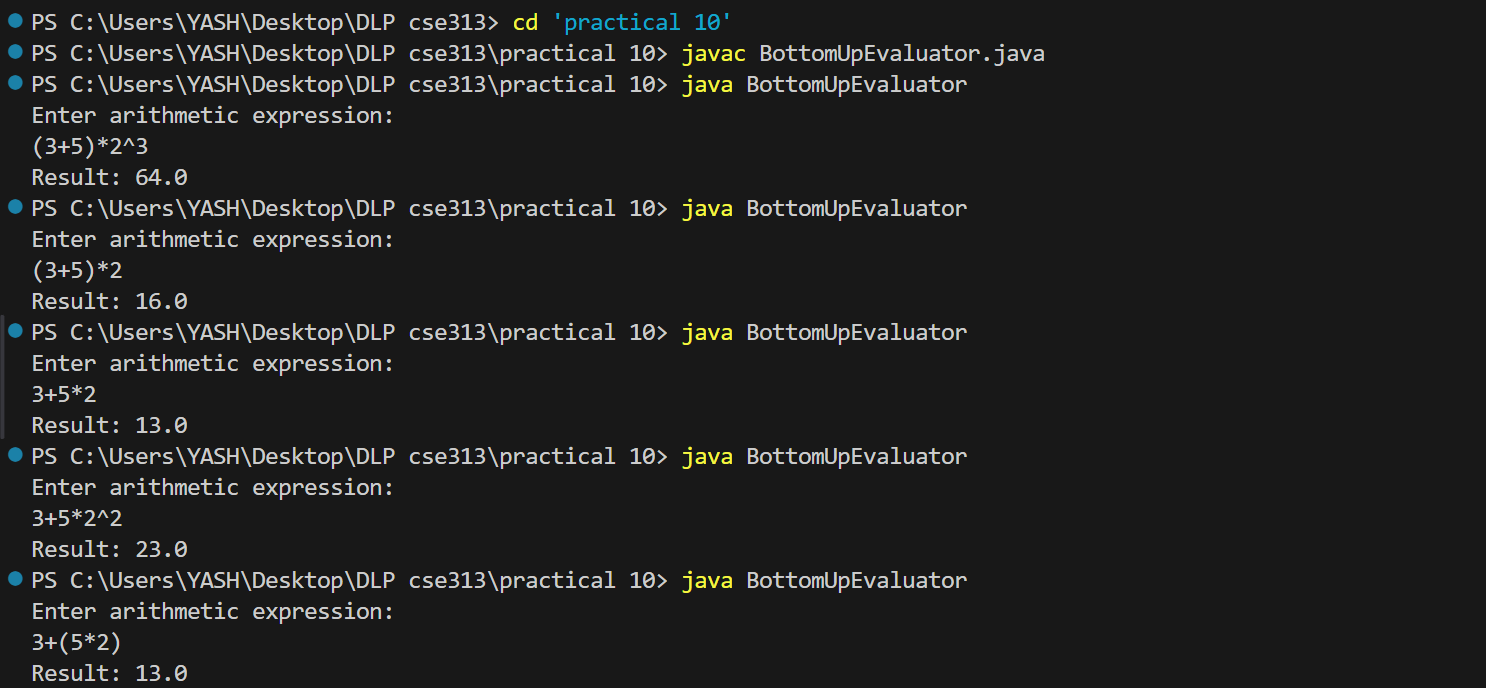 PS C:\Users\YASH\Desktop\DLP cse313> cd 'practical 10'
PS C:\Users\YASH\Desktop\DLP cse313\practical 10> javac BottomUpEvaluator.java
PS C:\Users\YASH\Desktop\DLP cse313\practical 10> java BottomUpEvaluator
Enter arithmetic expression:
(3+5)*2^3
Result: 64.0
PS C:\Users\YASH\Desktop\DLP cse313\practical 10> java BottomUpEvaluator
Enter arithmetic expression:
(3+5)*2
Result: 16.0
PS C:\Users\YASH\Desktop\DLP cse313\practical 10> java BottomUpEvaluator
Enter arithmetic expression:
3+5*2
Result: 13.0
PS C:\Users\YASH\Desktop\DLP cse313\practical 10> java BottomUpEvaluator
Enter arithmetic expression:
3+5*2^2
Result: 23.0
PS C:\Users\YASH\Desktop\DLP cse313\practical 10> java BottomUpEvaluator
Enter arithmetic expression:
3+(5*2)
Result: 13.0